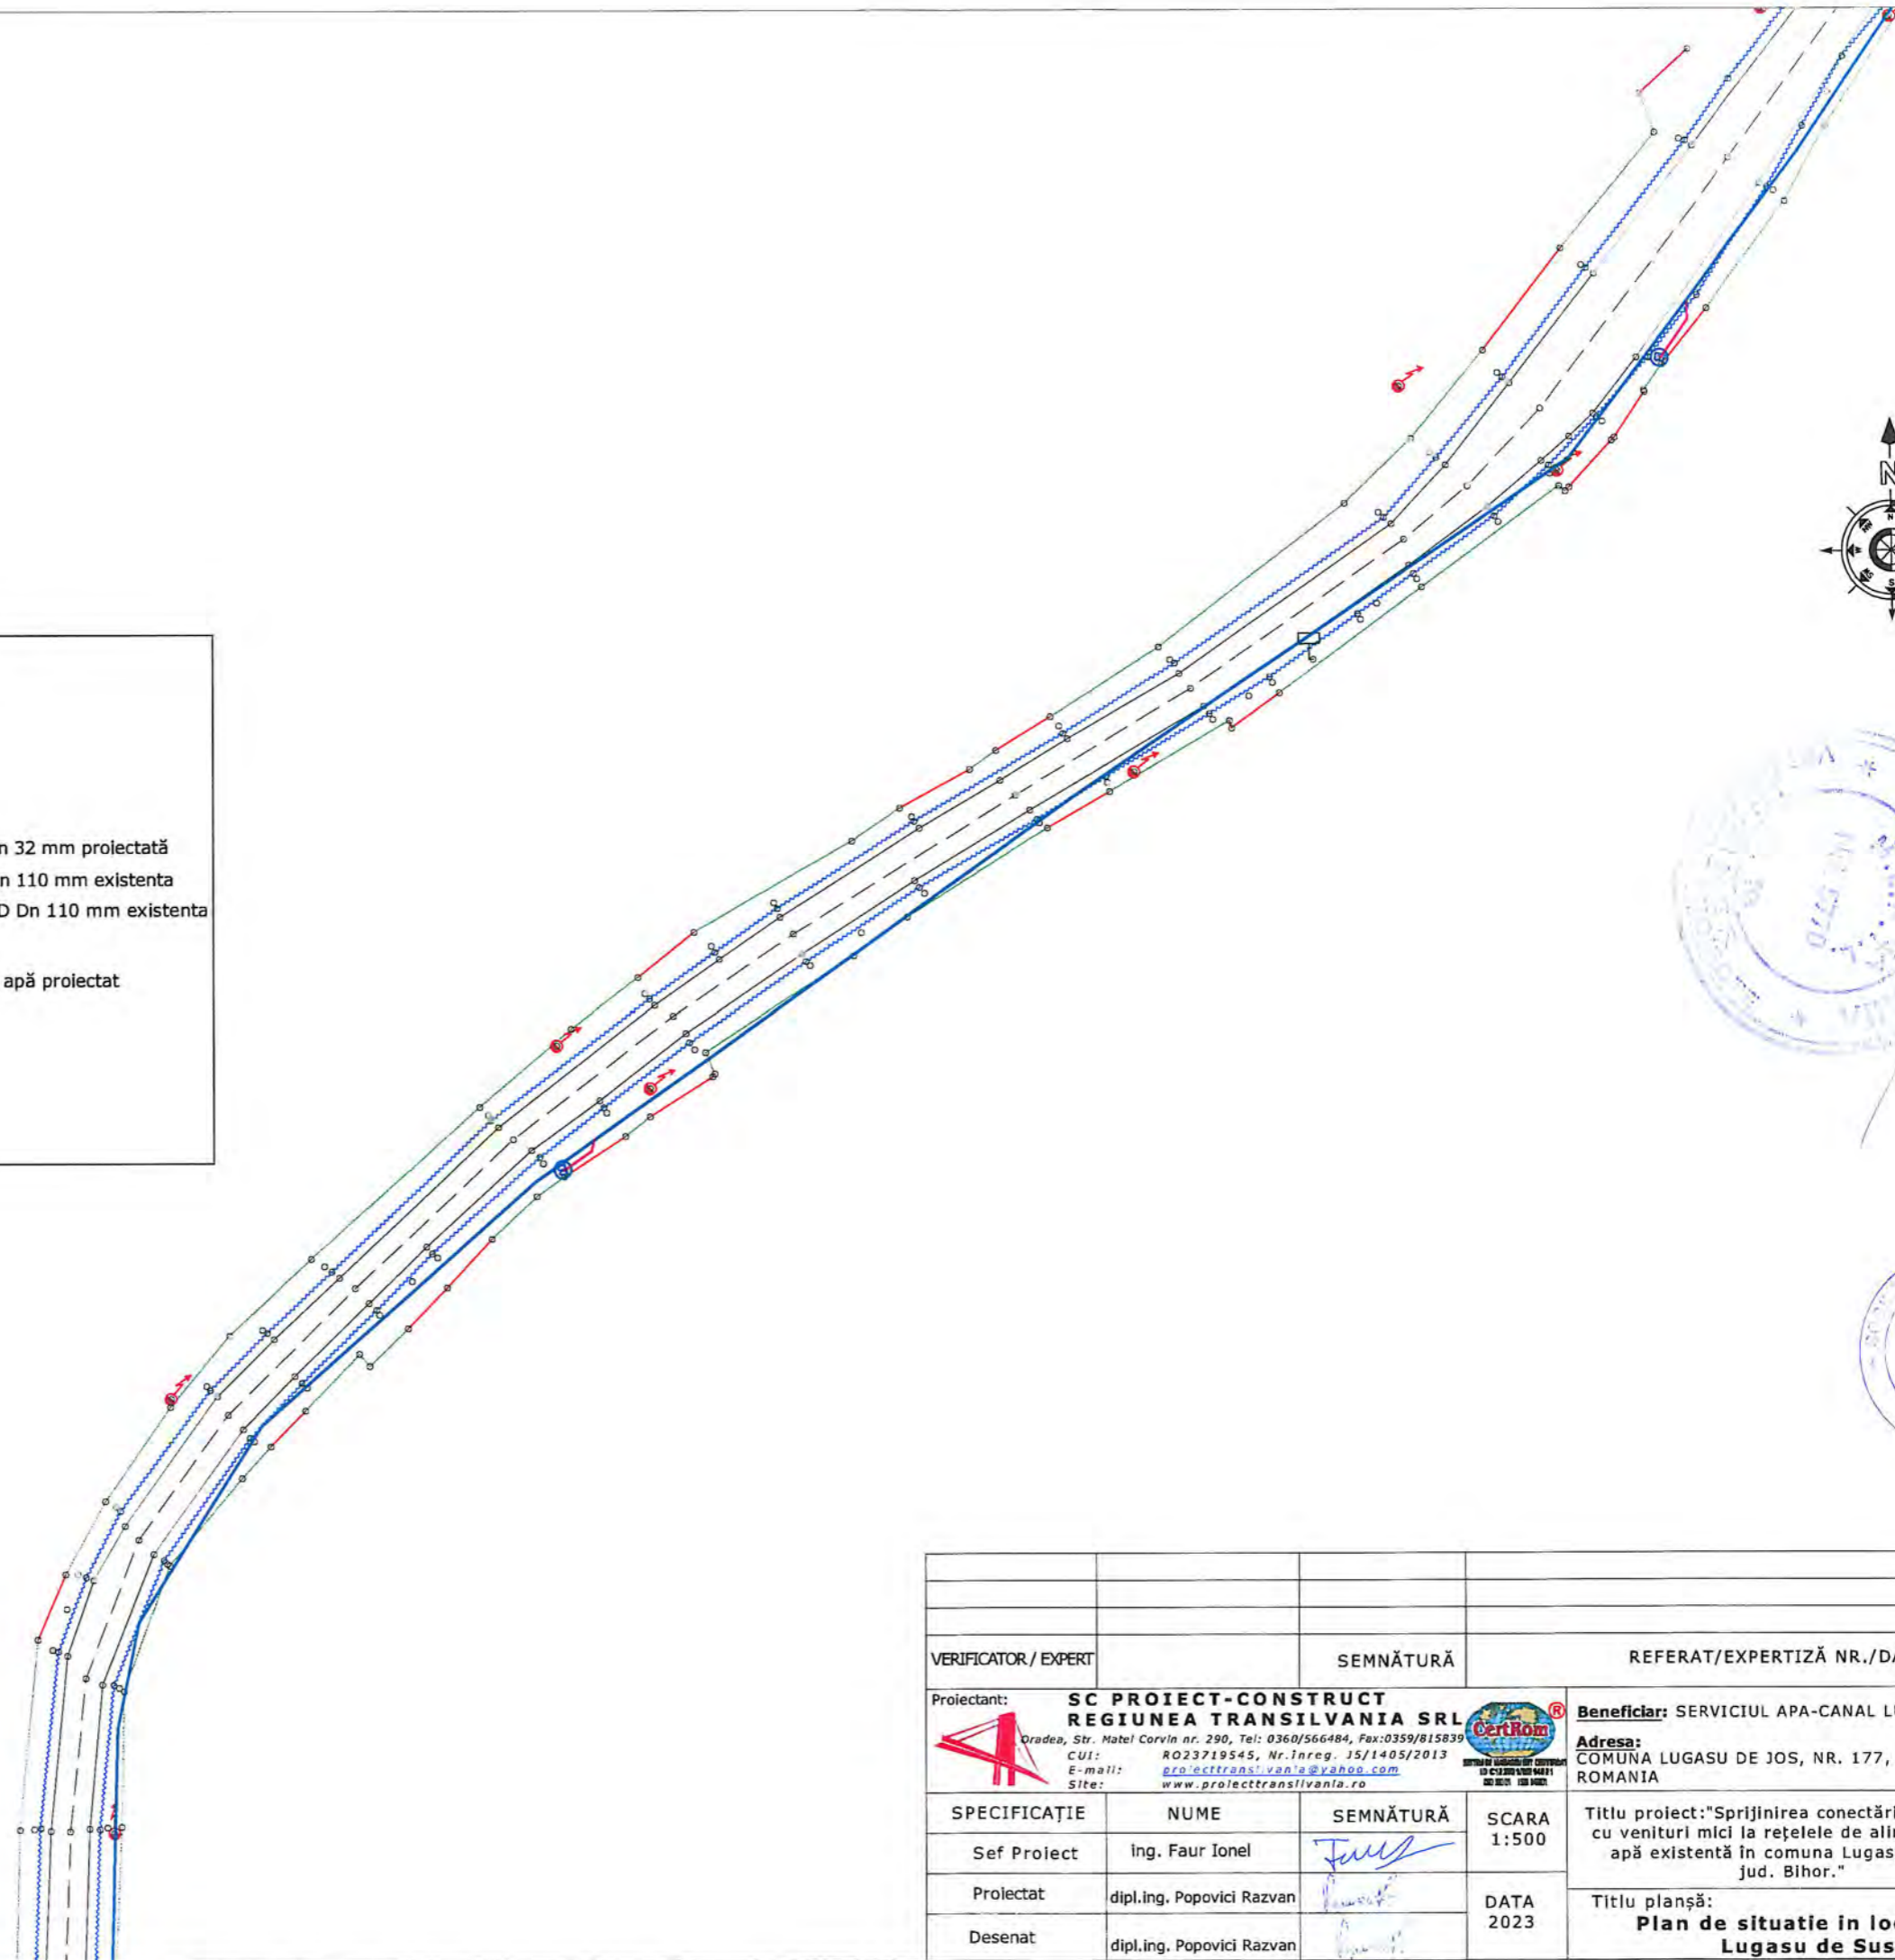 n 32 mm proiectată
n 110 mm existenta
D Dn 110 mm existenta
apă proiectat
N
VERIFICATOR / EXPERT
SEMNĂTURĂ
REFERAT/EXPERTIZĂ NR./DA
Proiectant:
SC PROIECT-CONSTRUCT
REGIUNEA TRANSILVANIA SRL
Oradea, Str. Matei Corvin nr. 290, Tel: 0360/566484, Fax:0359/815839
CUI: RO23719545, Nr.înreg. J5/1405/2013
E-mail: proiecttransilvania@yahoo.com
Site: www.proiecttransilvania.ro
CertRom ®
Beneficiar: SERVICIUL APA-CANAL LU
Adresa:
COMUNA LUGASU DE JOS, NR. 177,
ROMANIA
SPECIFICAȚIE NUME SEMNĂTURĂ
SCARA
1:500
Titlu proiect:"Sprijinirea conectări
cu venituri mici la rețelele de alir
apă existentă în comuna Lugas
jud. Bihor."
Sef Proiect ing. Faur Ionel
Proiectat dipl.ing. Popovici Razvan
DATA
2023
Titlu planșă:
Plan de situatie in loc
Lugasu de Sus
Desenat dipl.ing. Popovici Razvan